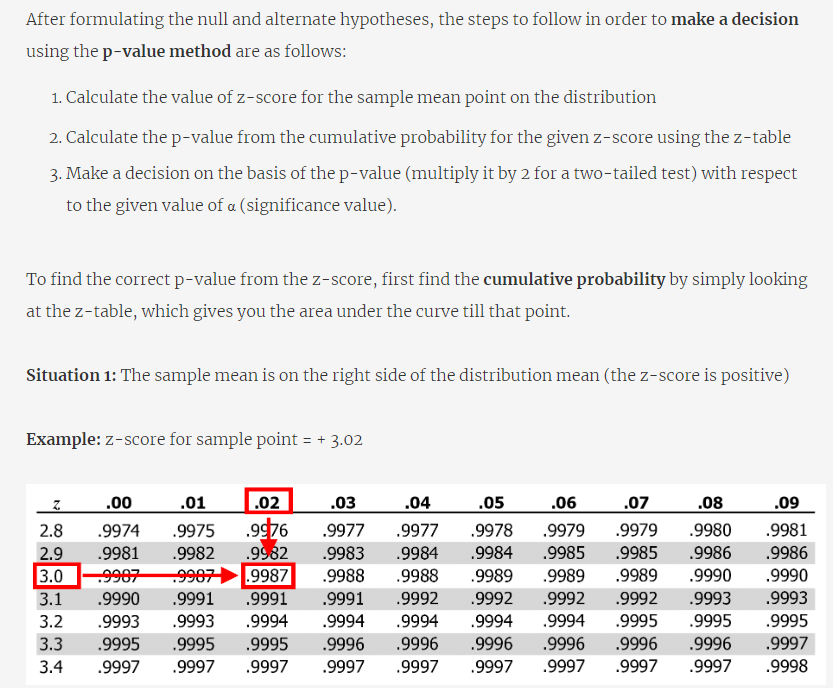 After formulating the null and alternate hypotheses, the steps to follow in order to make a decision
using the p-value method are as follows:
1. Calculate the value of z-score for the sample mean point on the distribution
2. Calculate the p-value from the cumulative probability for the given z-score using the z-table
3. Make a decision on the basis of the p-value (multiply it by 2 for a two-tailed test) with respect
to the given value of α (significance value).
To find the correct p-value from the z-score, first find the cumulative probability by simply looking
at the z-table, which gives you the area under the curve till that point.
Situation 1: The sample mean is on the right side of the distribution mean (the z-score is positive)
Example: z-score for sample point = + 3.02
z .00 .01 .02 .03 .04 .05 .06 .07 .08 .09
2.8 .9974 .9975 .9976 .9977 .9977 .9978 .9979 .9979 .9980 .9981
2.9 .9981 .9982 .9982 .9983 .9984 .9984 .9985 .9985 .9986 .9986
3.0 .9987 .9987 .9987 .9988 .9988 .9989 .9989 .9989 .9990 .9990
3.1 .9990 .9991 .9991 .9991 .9992 .9992 .9992 .9992 .9993 .9993
3.2 .9993 .9993 .9994 .9994 .9994 .9994 .9994 .9995 .9995 .9995
3.3 .9995 .9995 .9995 .9996 .9996 .9996 .9996 .9996 .9996 .9997
3.4 .9997 .9997 .9997 .9997 .9997 .9997 .9997 .9997 .9997 .9998